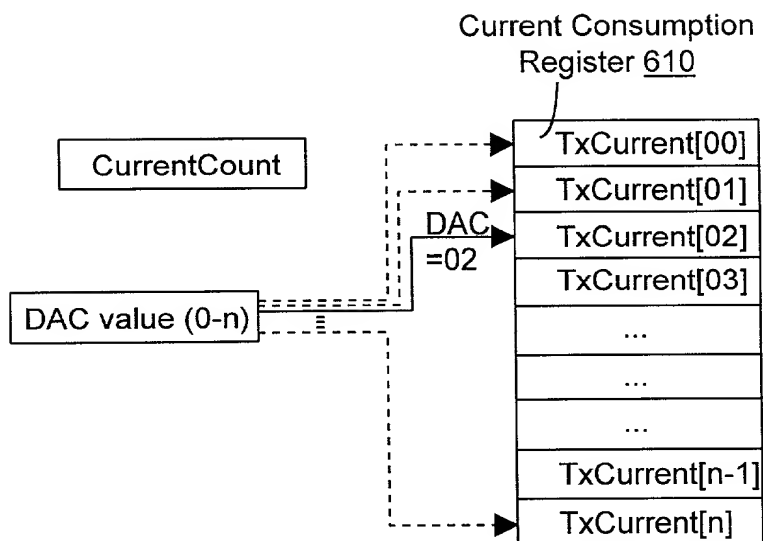 Current Consumption
Register 610
CurrentCount
TxCurrent[00]
TxCurrent[01]
DAC
=02
TxCurrent[02]
TxCurrent[03]
DAC value (0-n)
...
...
...
TxCurrent[n-1]
TxCurrent[n]